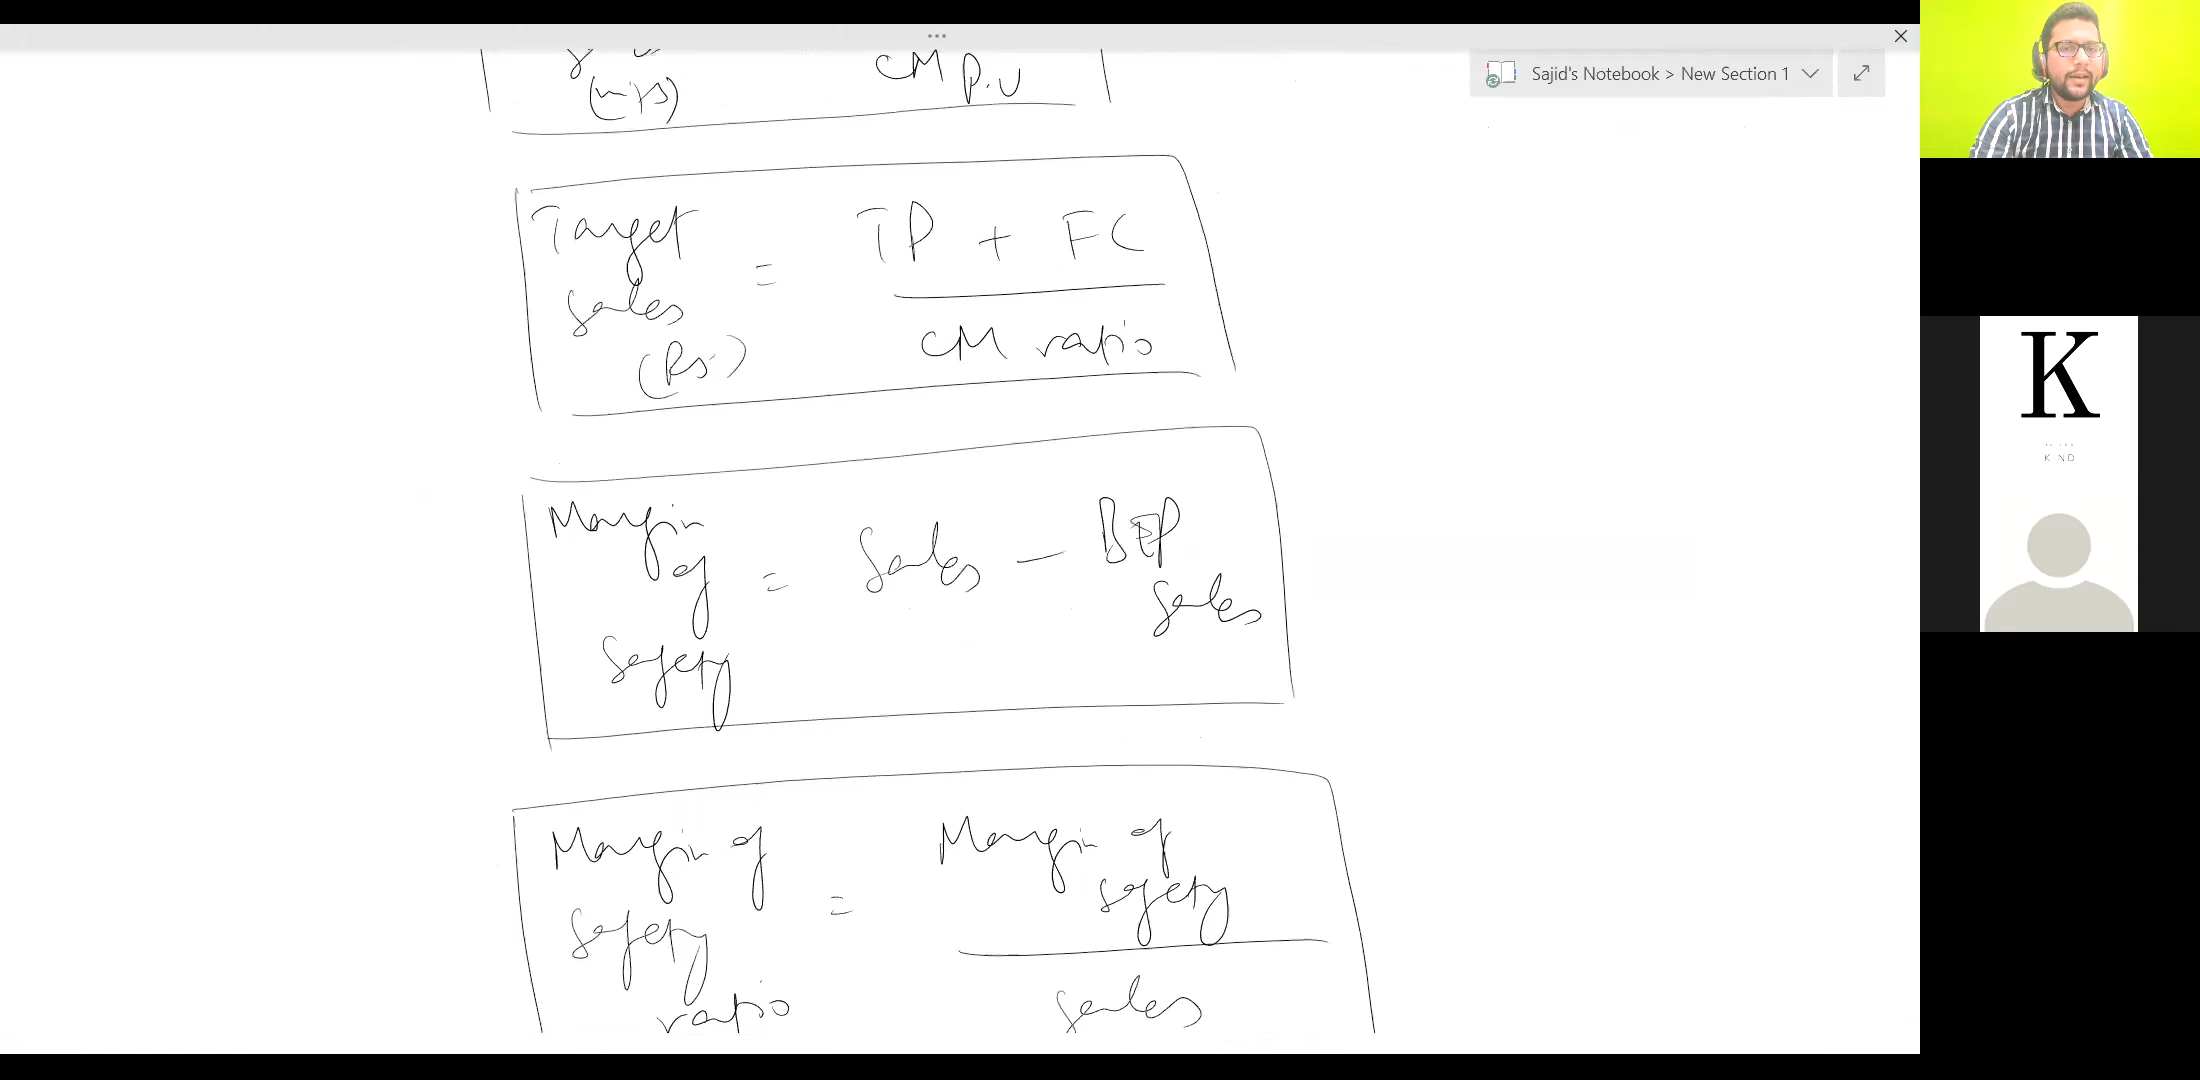 ...
Sajid's Notebook > New Section 1
CM P.U
Target
sales
(Rs)
=
TP + FC
CM ratio
Margin
of
safety
=
Sales - BEP
sales
Margin of
safety
ratio
=
Margin of
safety
sales
K
KIND